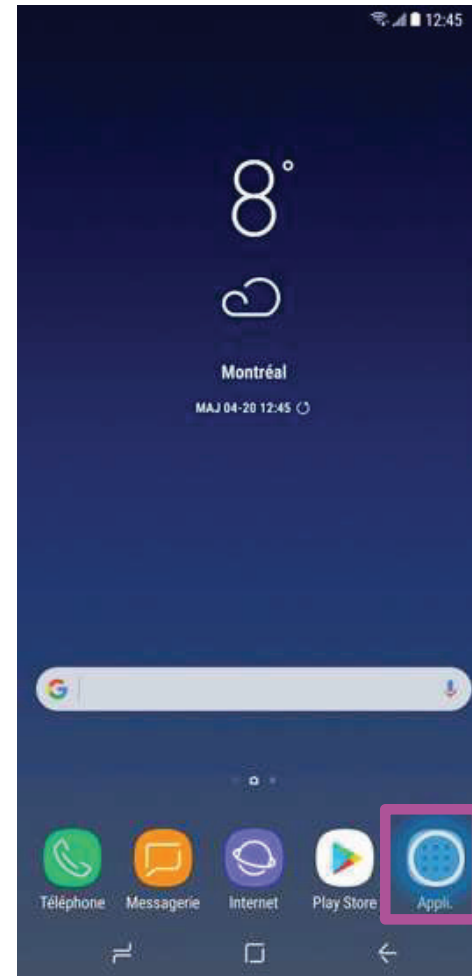 12:45
8°
Montréal
MAJ 04-20 12:45
Téléphone Messagerie Internet Play Store Appli.